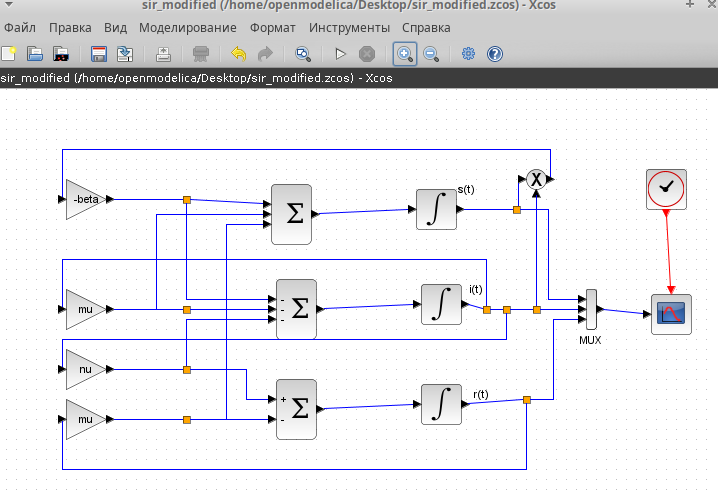 sir_modified (/home/openmodelica/Desktop/sir_modified.zcos) - Xcos
Файл Правка Вид Моделирование Формат Инструменты Справка
sir_modified (/home/openmodelica/Desktop/sir_modified.zcos) - Xcos
-beta
Σ
∫
s(t)
X
mu
-
-
-
Σ
∫
i(t)
MUX
nu
mu
+
-
Σ
∫
r(t)